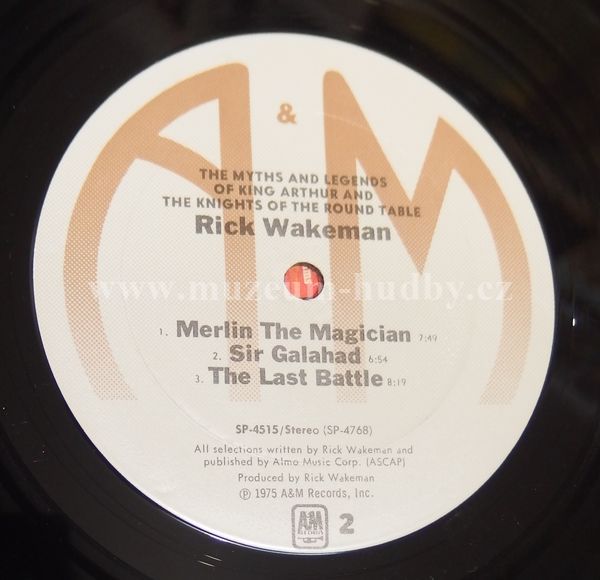 A & M
THE MYTHS AND LEGENDS
OF KING ARTHUR AND
THE KNIGHTS OF THE ROUND TABLE
Rick Wakeman
www.muzeum-hudby.cz
1. Merlin The Magician 7:49
2. Sir Galahad 6:54
3. The Last Battle 8:19
SP-4515/Stereo (SP-4768)
All selections written by Rick Wakeman and
published by Almo Music Corp. (ASCAP)
Produced by Rick Wakeman
℗ 1975 A&M Records, Inc.
A&M
RECORDS
2